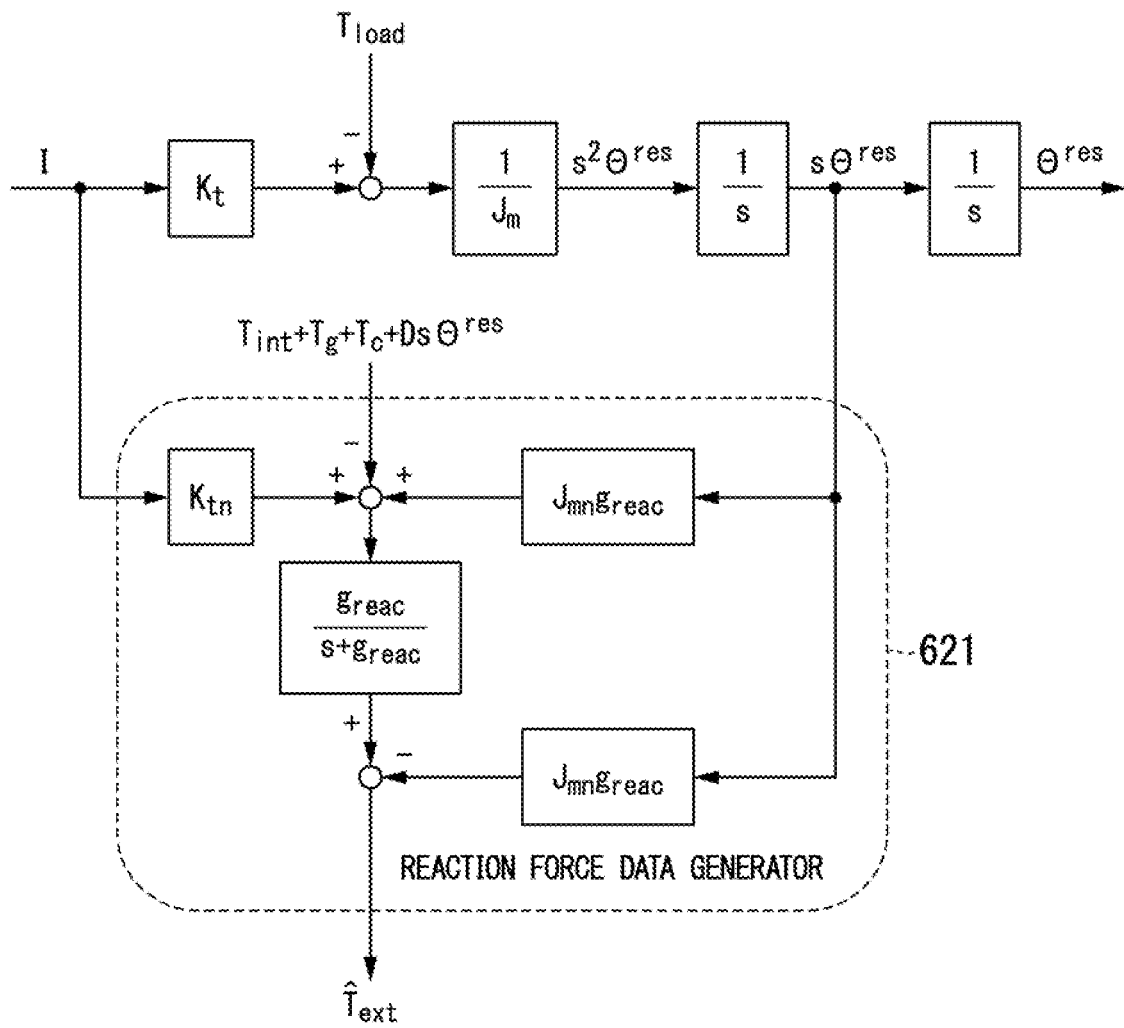 T_load
I
K_t
+
−
1/J_m
s²Θ^res
1/s
sΘ^res
1/s
Θ^res
T_int+T_g+T_c+DsΘ^res
K_tn
+
−
+
J_mn g_reac
g_reac/(s+g_reac)
621
+
−
J_mn g_reac
REACTION FORCE DATA GENERATOR
T̂_ext